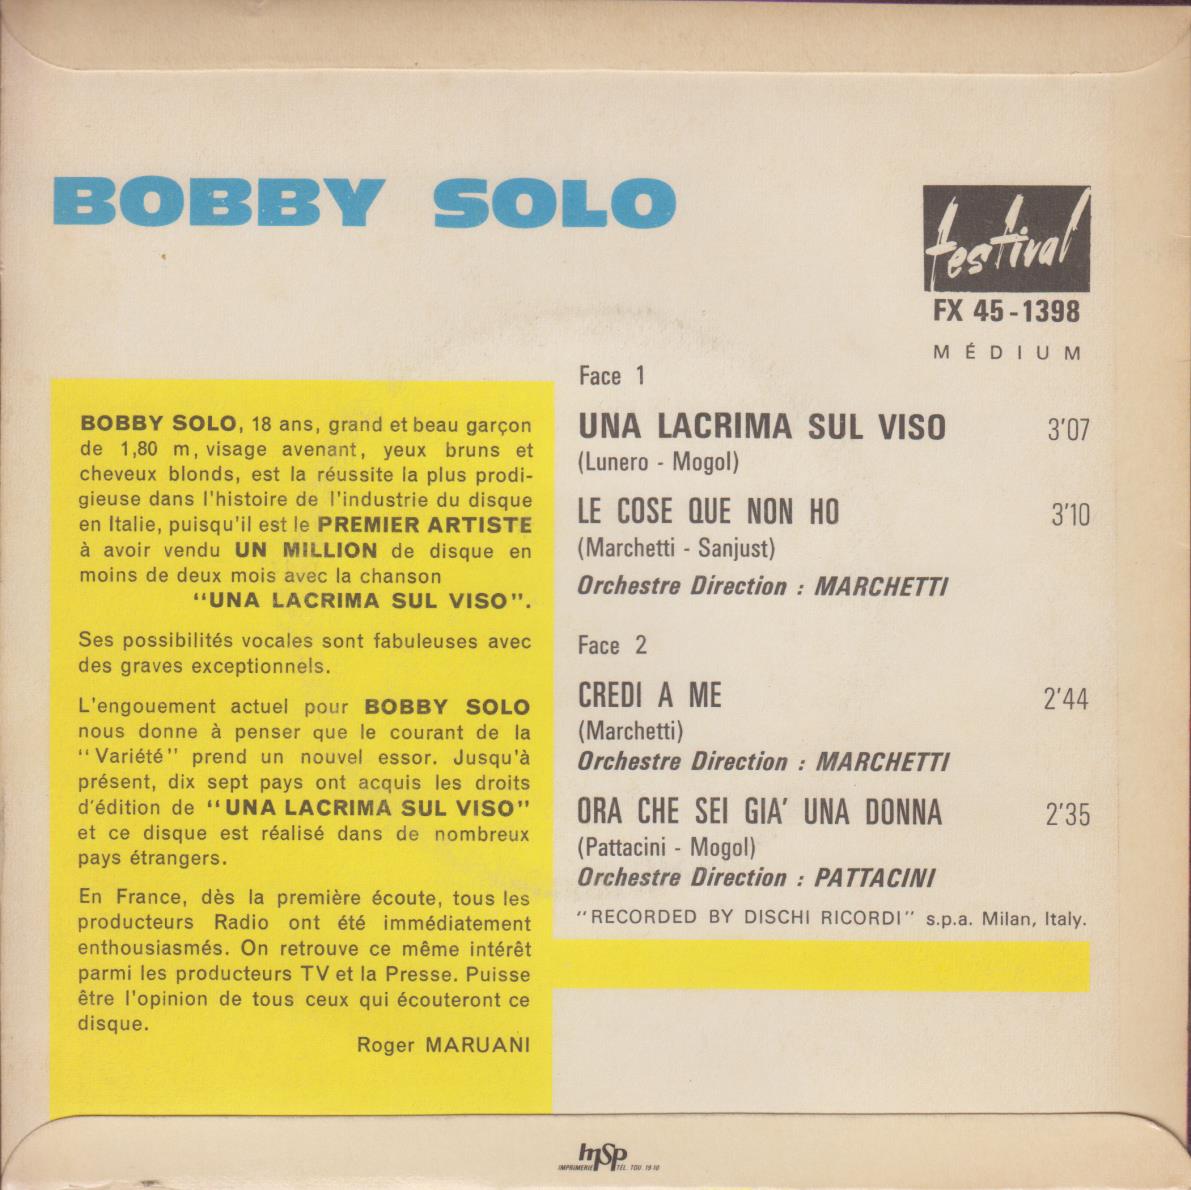 BOBBY SOLO
festival
FX 45-1398
MÉDIUM
BOBBY SOLO, 18 ans, grand et beau garçon
de 1,80 m, visage avenant, yeux bruns et
cheveux blonds, est la réussite la plus prodi-
gieuse dans l'histoire de l'industrie du disque
en Italie, puisqu'il est le PREMIER ARTISTE
à avoir vendu UN MILLION de disque en
moins de deux mois avec la chanson
"UNA LACRIMA SUL VISO".
Ses possibilités vocales sont fabuleuses avec
des graves exceptionnels.
L'engouement actuel pour BOBBY SOLO
nous donne à penser que le courant de la
"Variété" prend un nouvel essor. Jusqu'à
présent, dix sept pays ont acquis les droits
d'édition de "UNA LACRIMA SUL VISO"
et ce disque est réalisé dans de nombreux
pays étrangers.
En France, dès la première écoute, tous les
producteurs Radio ont été immédiatement
enthousiasmés. On retrouve ce même intérêt
parmi les producteurs TV et la Presse. Puisse
être l'opinion de tous ceux qui écouteront ce
disque.
Roger MARUANI
Face 1
UNA LACRIMA SUL VISO 3'07
(Lunero - Mogol)
LE COSE QUE NON HO 3'10
(Marchetti - Sanjust)
Orchestre Direction : MARCHETTI
Face 2
CREDI A ME 2'44
(Marchetti)
Orchestre Direction : MARCHETTI
ORA CHE SEI GIA' UNA DONNA 2'35
(Pattacini - Mogol)
Orchestre Direction : PATTACINI
"RECORDED BY DISCHI RICORDI" s.p.a. Milan, Italy.
msp
IMPRIMERIE TÉL. TOU. 19-10